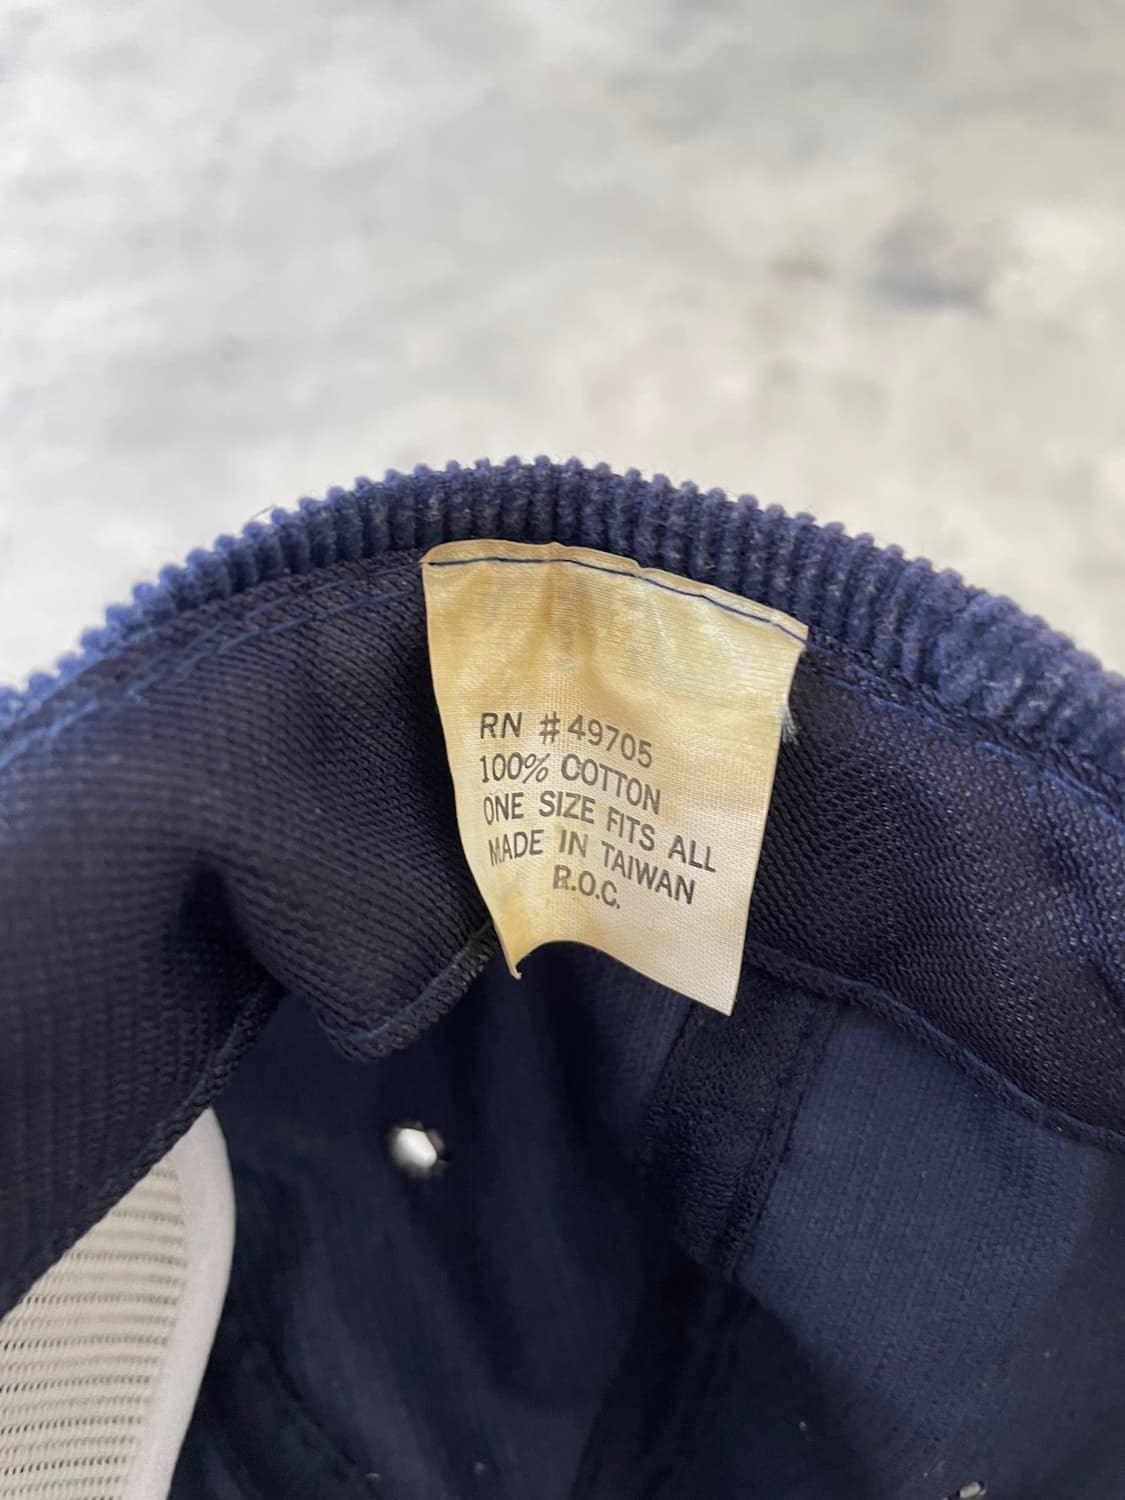 RN #49705
100% COTTON
ONE SIZE FITS ALL
MADE IN TAIWAN
R.O.C.